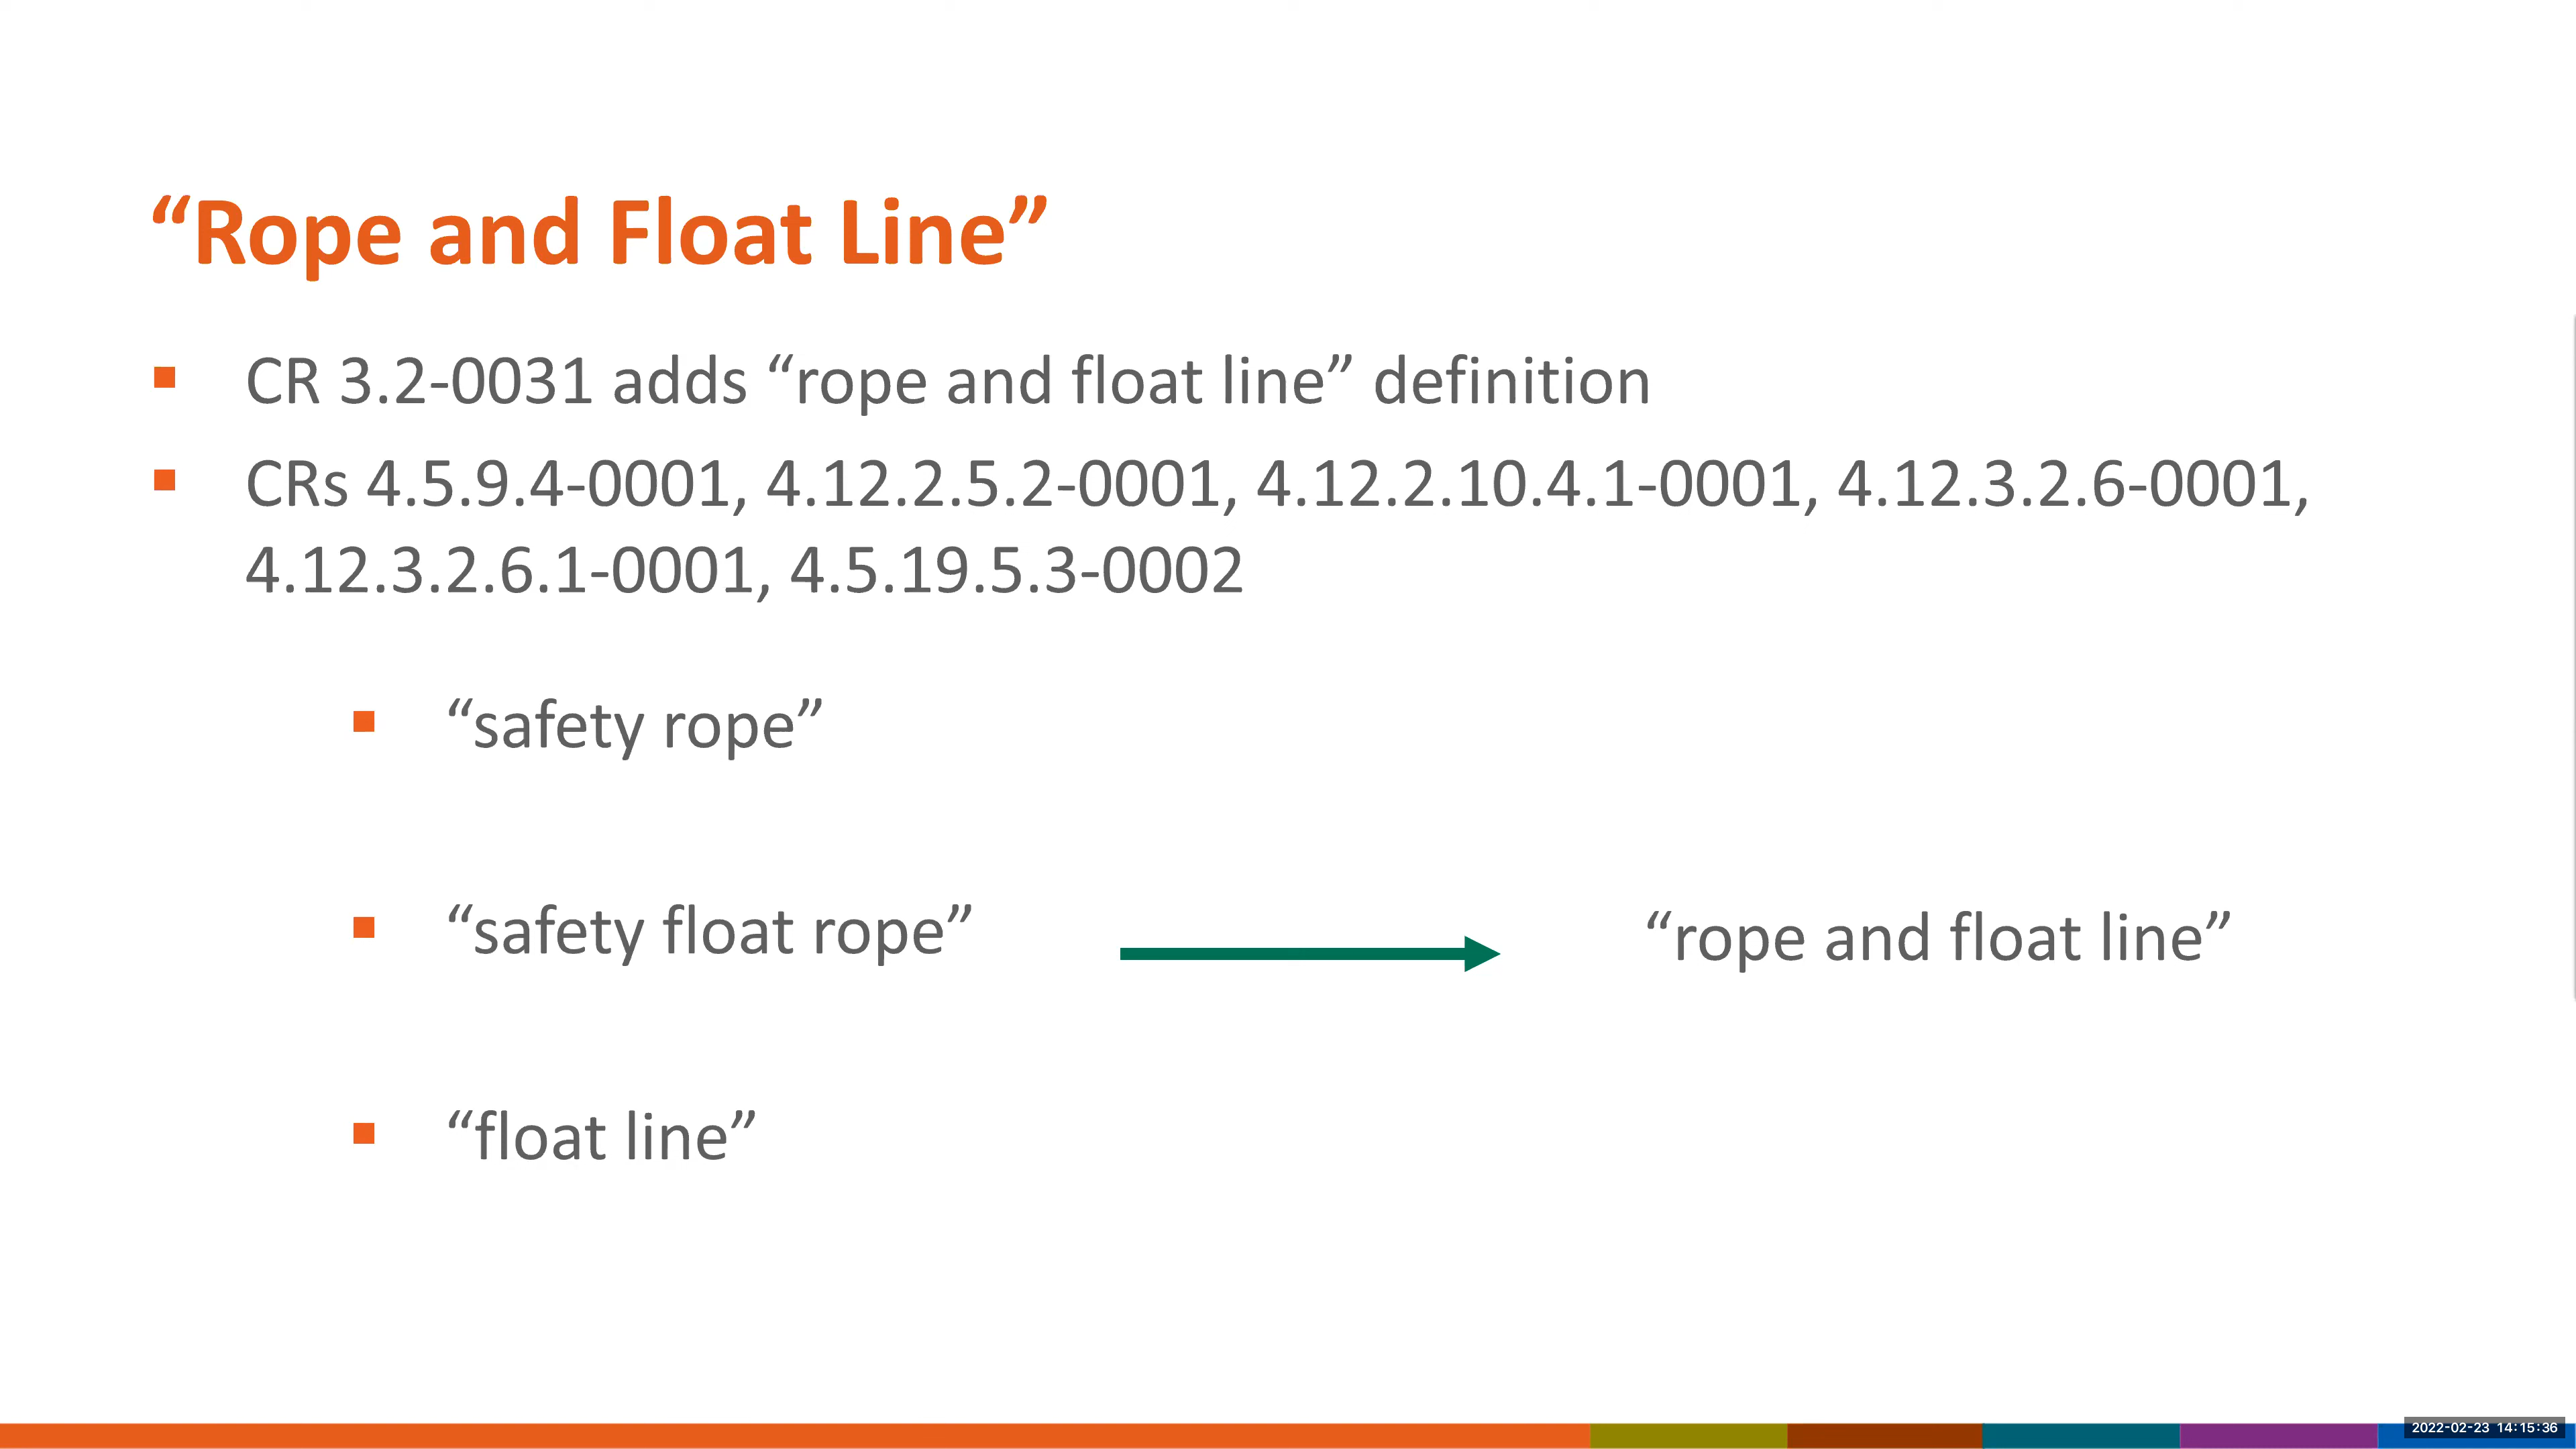 “Rope and Float Line”
▪ CR 3.2-0031 adds “rope and float line” definition
▪ CRs 4.5.9.4-0001, 4.12.2.5.2-0001, 4.12.2.10.4.1-0001, 4.12.3.2.6-0001,
4.12.3.2.6.1-0001, 4.5.19.5.3-0002
▪ “safety rope”
▪ “safety float rope”
“rope and float line”
▪ “float line”
2022-02-23 14:15:36